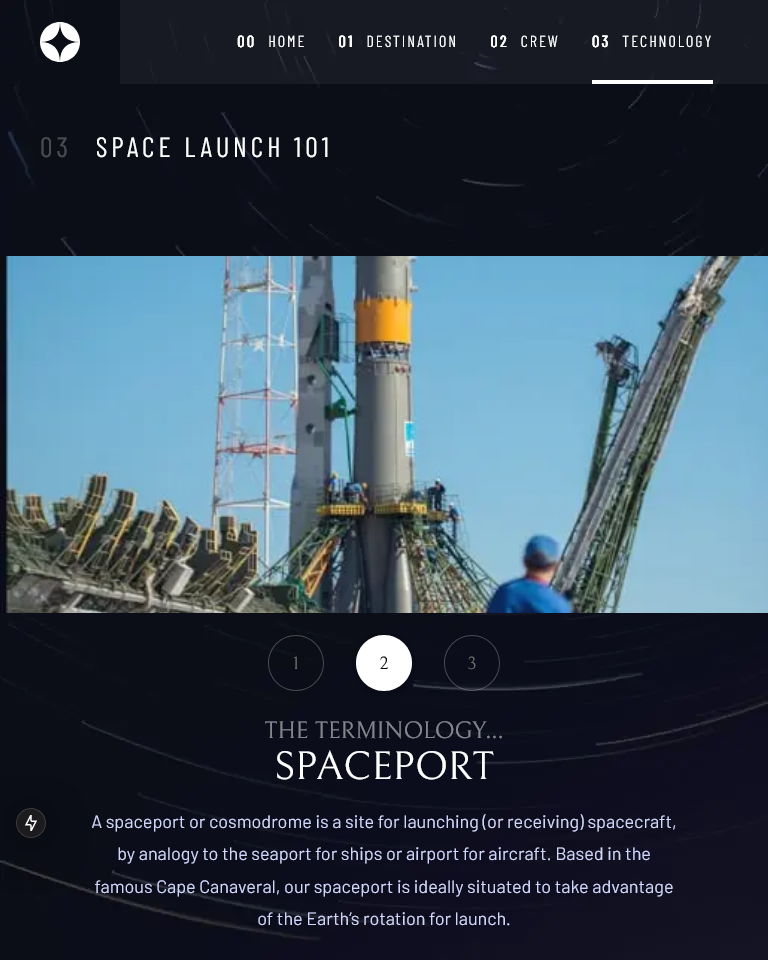 00 HOME 01 DESTINATION 02 CREW 03 TECHNOLOGY
03 SPACE LAUNCH 101
1 2 3
THE TERMINOLOGY...
SPACEPORT
A spaceport or cosmodrome is a site for launching (or receiving) spacecraft,
by analogy to the seaport for ships or airport for aircraft. Based in the
famous Cape Canaveral, our spaceport is ideally situated to take advantage
of the Earth’s rotation for launch.